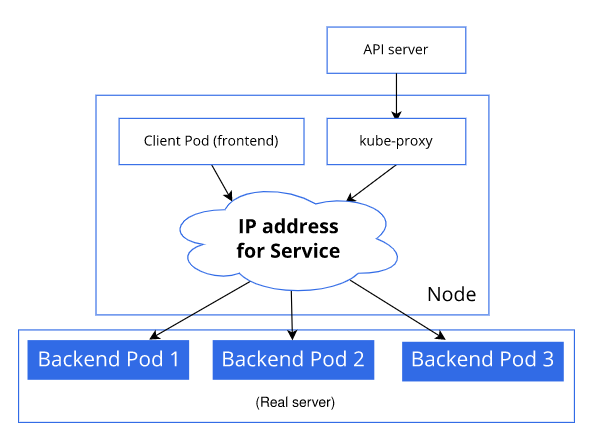 API server
Client Pod (frontend)
kube-proxy
IP address
for Service
Node
Backend Pod 1
Backend Pod 2
Backend Pod 3
(Real server)